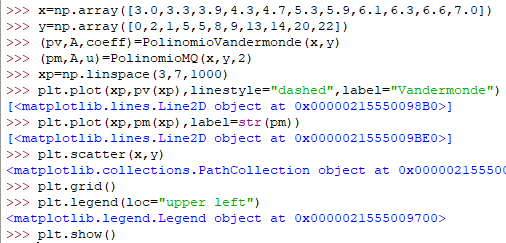 >>> x=np.array([3.0,3.3,3.9,4.3,4.7,5.3,5.9,6.1,6.3,6.6,7.0])
>>> y=np.array([0,2,1,5,5,8,9,13,14,20,22])
>>> (pv,A,coeff)=PolinomioVandermonde(x,y)
>>> (pm,A,u)=PolinomioMQ(x,y,2)
>>> xp=np.linspace(3,7,1000)
>>> plt.plot(xp,pv(xp),linestyle="dashed",label="Vandermonde")
[<matplotlib.lines.Line2D object at 0x00000215550098B0>]
>>> plt.plot(xp,pm(xp),label=str(pm))
[<matplotlib.lines.Line2D object at 0x0000021555009BE0>]
>>> plt.scatter(x,y)
<matplotlib.collections.PathCollection object at 0x000002155500
>>> plt.grid()
>>> plt.legend(loc="upper left")
<matplotlib.legend.Legend object at 0x0000021555009700>
>>> plt.show()